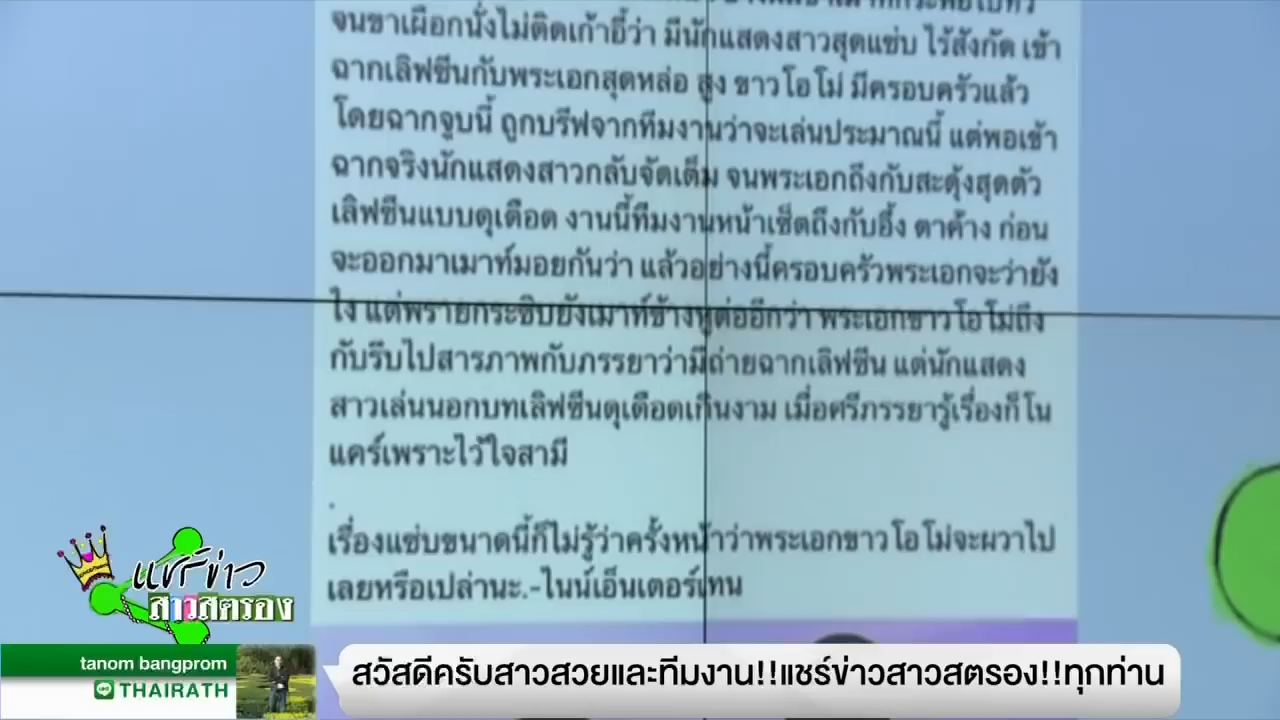 จนขาเผือกนั่งไม่ติดเก้าอี้ว่า มีนักแสดงสาวสุดแซ่บ ไร้สังกัด เข้า
ฉากเลิฟซีนกับพระเอกสุดหล่อ สูง ขาวโอโม่ มีครอบครัวแล้ว
โดยฉากจูบนี้ ถูกบรีฟจากทีมงานว่าจะเล่นประมาณนี้ แต่พอเข้า
ฉากจริงนักแสดงสาวกลับจัดเต็ม จนพระเอกถึงกับสะดุ้งสุดตัว
เลิฟซีนแบบดุเดือด งานนี้ทีมงานหน้าเซ็ตถึงกับอึ้ง ตาค้าง ก่อน
จะออกมาเมาท์มอยกันว่า แล้วอย่างนี้ครอบครัวพระเอกจะว่ายัง
ไง แต่พรายกระซิบยังเมาท์ข้างหูต่ออีกว่า พระเอกขาวโอโม่ถึง
กับรีบไปสารภาพกับภรรยาว่ามีถ่ายฉากเลิฟซีน แต่นักแสดง
สาวเล่นนอกบทเลิฟซีนดุเดือดเกินงาม เมื่อศรีภรรยารู้เรื่องก็โน
แคร์เพราะไว้ใจสามี
.
เรื่องแซ่บขนาดนี้ก็ไม่รู้ว่าครั้งหน้าว่าพระเอกขาวโอโม่จะผวาไป
เลยหรือเปล่านะ.-ไนน์เอ็นเตอร์เทน
แชร์ข่าว
สาวสตรอง
tanom bangprom
THAIRATH
สวัสดีครับสาวสวยและทีมงาน!!แชร์ข่าวสาวสตรอง!!ทุกท่าน